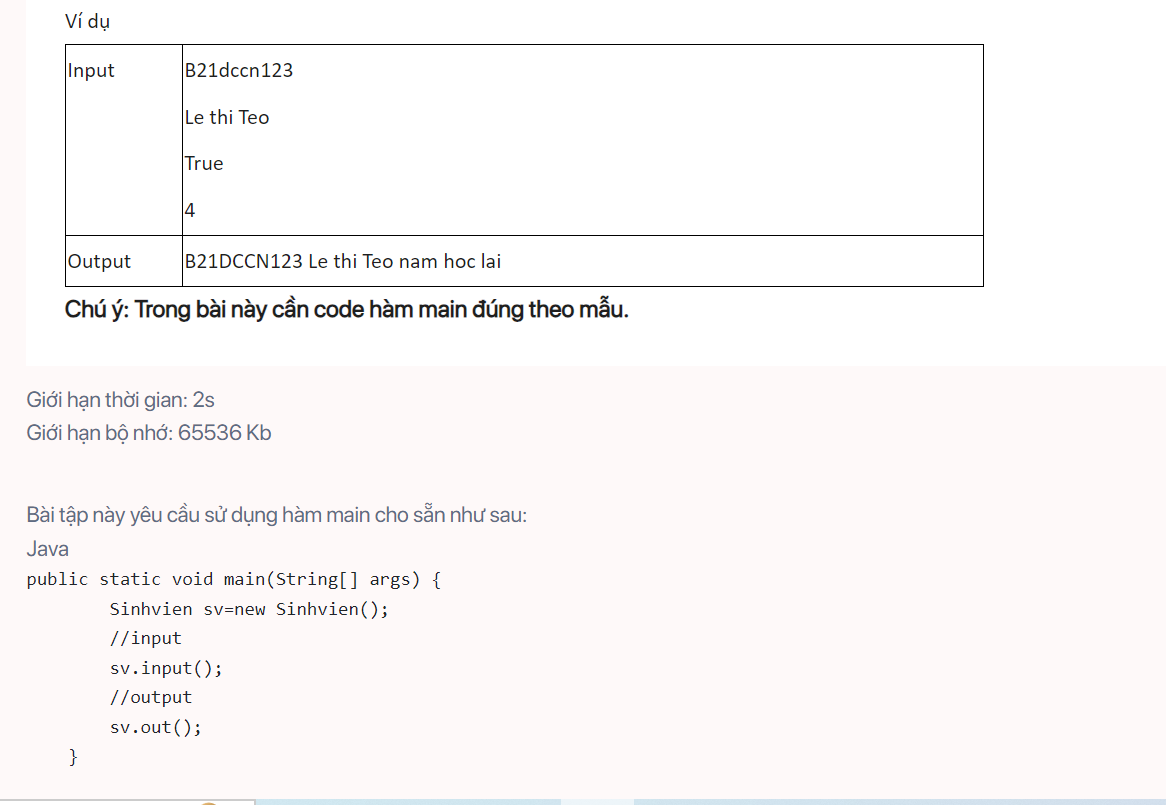 Ví dụ
Input
B21dccn123
Le thi Teo
True
4
Output
B21DCCN123 Le thi Teo nam hoc lai
Chú ý: Trong bài này cần code hàm main đúng theo mẫu.
Giới hạn thời gian: 2s
Giới hạn bộ nhớ: 65536 Kb
Bài tập này yêu cầu sử dụng hàm main cho sẵn như sau:
Java
public static void main(String[] args) {
Sinhvien sv=new Sinhvien();
//input
sv.input();
//output
sv.out();
}